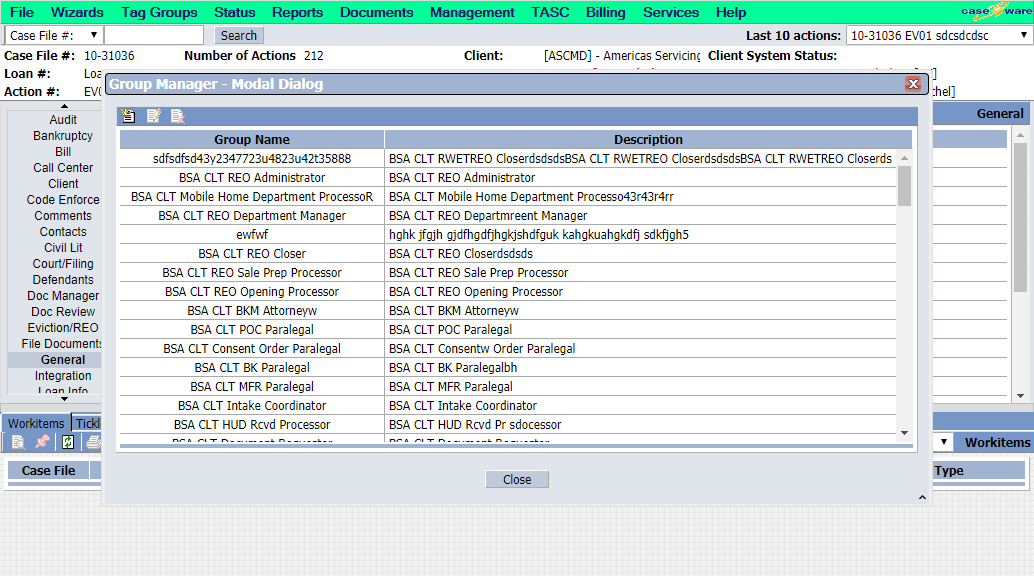 File Wizards Tag Groups Status Reports Documents Management TASC Billing Services Help
Case File #: Search Last 10 actions: 10-31036 EV01 sdcsdcdsc
Case File #: 10-31036 Number of Actions 212 Client: [ASCMD] - Americas Servicing Client System Status:
Loan #: Loa
Action #: EV0 chel]
Group Manager - Modal Dialog
General
Group Name Description
sdfsdfsd43y2347723u4823u42t35888 BSA CLT RWETREO CloserdsdsdsBSA CLT RWETREO CloserdsdsdsBSA CLT RWETREO Closerds
BSA CLT REO Administrator BSA CLT REO Administrator
BSA CLT Mobile Home Department ProcessoR BSA CLT Mobile Home Department Processo43r43r4rr
BSA CLT REO Department Manager BSA CLT REO Departmreent Manager
ewfwf hghk jfgjh gjdfhgdfjhgkjshdfguk kahgkuahgkdfj sdkfjgh5
BSA CLT REO Closer BSA CLT REO Closerdsdsds
BSA CLT REO Sale Prep Processor BSA CLT REO Sale Prep Processor
BSA CLT REO Opening Processor BSA CLT REO Opening Processor
BSA CLT BKM Attorneyw BSA CLT BKM Attorneyw
BSA CLT POC Paralegal BSA CLT POC Paralegal
BSA CLT Consent Order Paralegal BSA CLT Consentw Order Paralegal
BSA CLT BK Paralegal BSA CLT BK Paralegalbh
BSA CLT MFR Paralegal BSA CLT MFR Paralegal
BSA CLT Intake Coordinator BSA CLT Intake Coordinator
BSA CLT HUD Rcvd Processor BSA CLT HUD Rcvd Pr sdocessor
BSA CLT Document Requestor BSA CLT Document Requestor
Close
Audit
Bankruptcy
Bill
Call Center
Client
Code Enforce
Comments
Contacts
Civil Lit
Court/Filing
Defendants
Doc Manager
Doc Review
Eviction/REO
File Documents
General
Integration
Loan Info
Workitems Tickl
Workitems
Case File Type